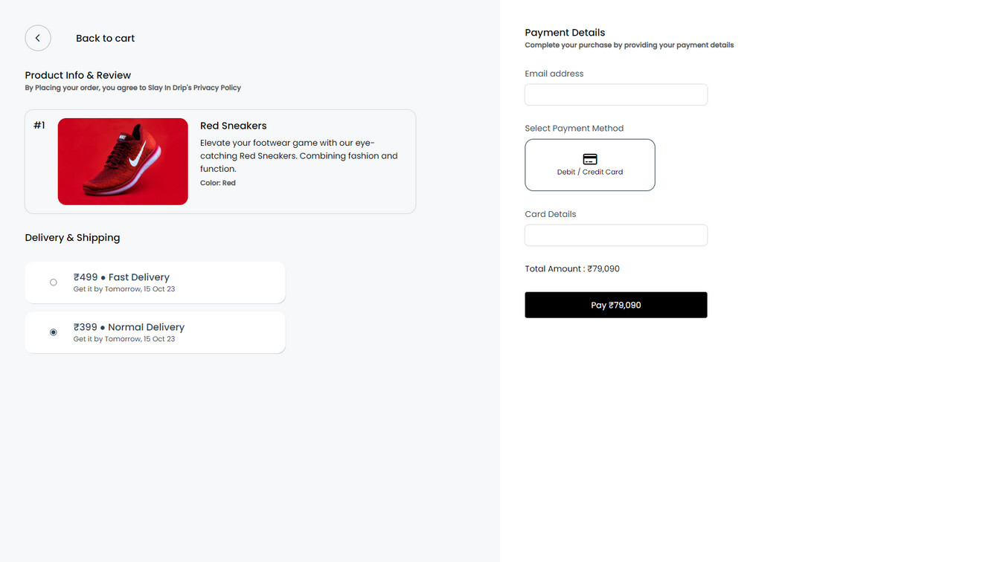 Back to cart
Product Info & Review
By Placing your order, you agree to Slay In Drip's Privacy Policy
#1
Red Sneakers
Elevate your footwear game with our eye-
catching Red Sneakers. Combining fashion and
function.
Color: Red
Delivery & Shipping
₹499 ● Fast Delivery
Get it by Tomorrow, 15 Oct 23
₹399 ● Normal Delivery
Get it by Tomorrow, 15 Oct 23
Payment Details
Complete your purchase by providing your payment details
Email address
Select Payment Method
Debit / Credit Card
Card Details
Total Amount : ₹79,090
Pay ₹79,090